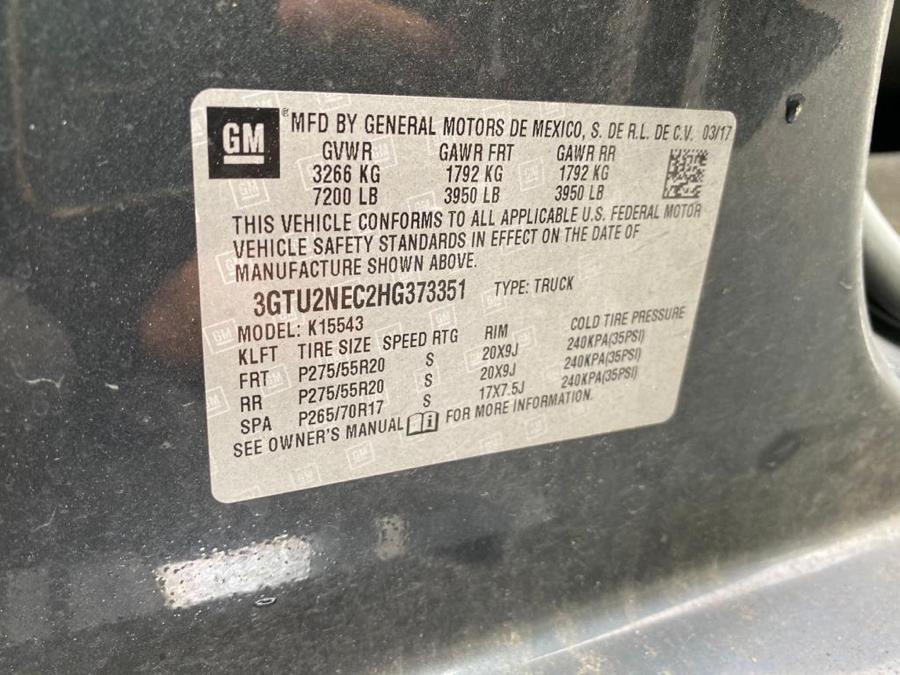 GM ® MFD BY GENERAL MOTORS DE MEXICO, S. DE R.L. DE C.V. 03/17
GVWR GAWR FRT GAWR RR
3266 KG 1792 KG 1792 KG
7200 LB 3950 LB 3950 LB
THIS VEHICLE CONFORMS TO ALL APPLICABLE U.S. FEDERAL MOTOR
VEHICLE SAFETY STANDARDS IN EFFECT ON THE DATE OF
MANUFACTURE SHOWN ABOVE.
3GTU2NEC2HG373351 TYPE: TRUCK
MODEL: K15543
KLFT TIRE SIZE SPEED RTG RIM COLD TIRE PRESSURE
FRT P275/55R20 S 20X9J 240KPA(35PSI)
RR P275/55R20 S 20X9J 240KPA(35PSI)
SPA P265/70R17 S 17X7.5J 240KPA(35PSI)
SEE OWNER'S MANUAL i FOR MORE INFORMATION.